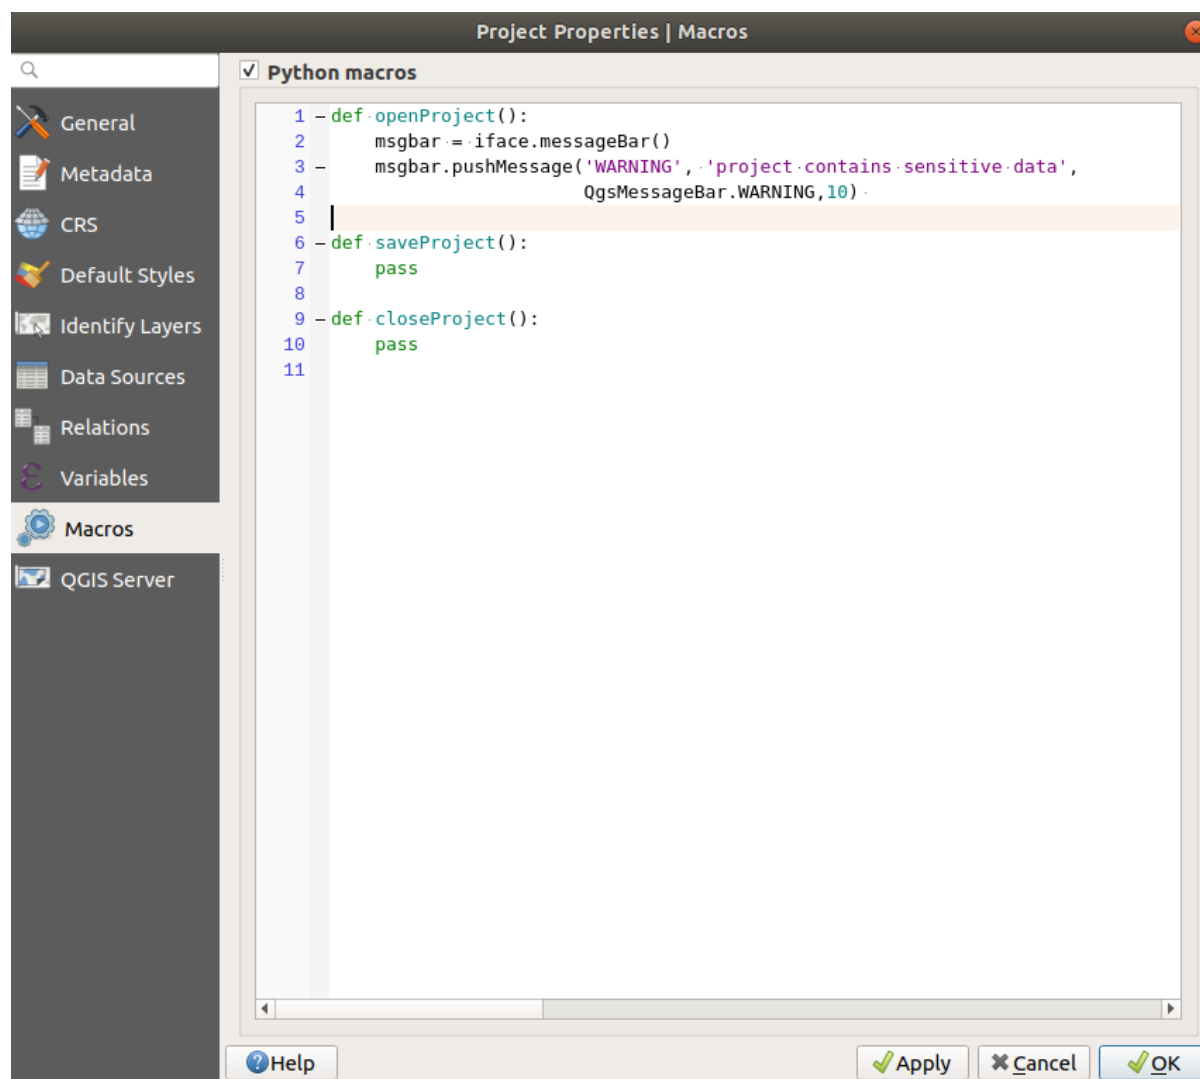 Project Properties | Macros
Python macros
General
Metadata
CRS
Default Styles
Identify Layers
Data Sources
Relations
Variables
Macros
QGIS Server
1 def openProject():
2     msgbar = iface.messageBar()
3     msgbar.pushMessage('WARNING', 'project contains sensitive data',
4                        QgsMessageBar.WARNING,10)
5
6 def saveProject():
7     pass
8
9 def closeProject():
10     pass
11
Help
Apply
Cancel
OK